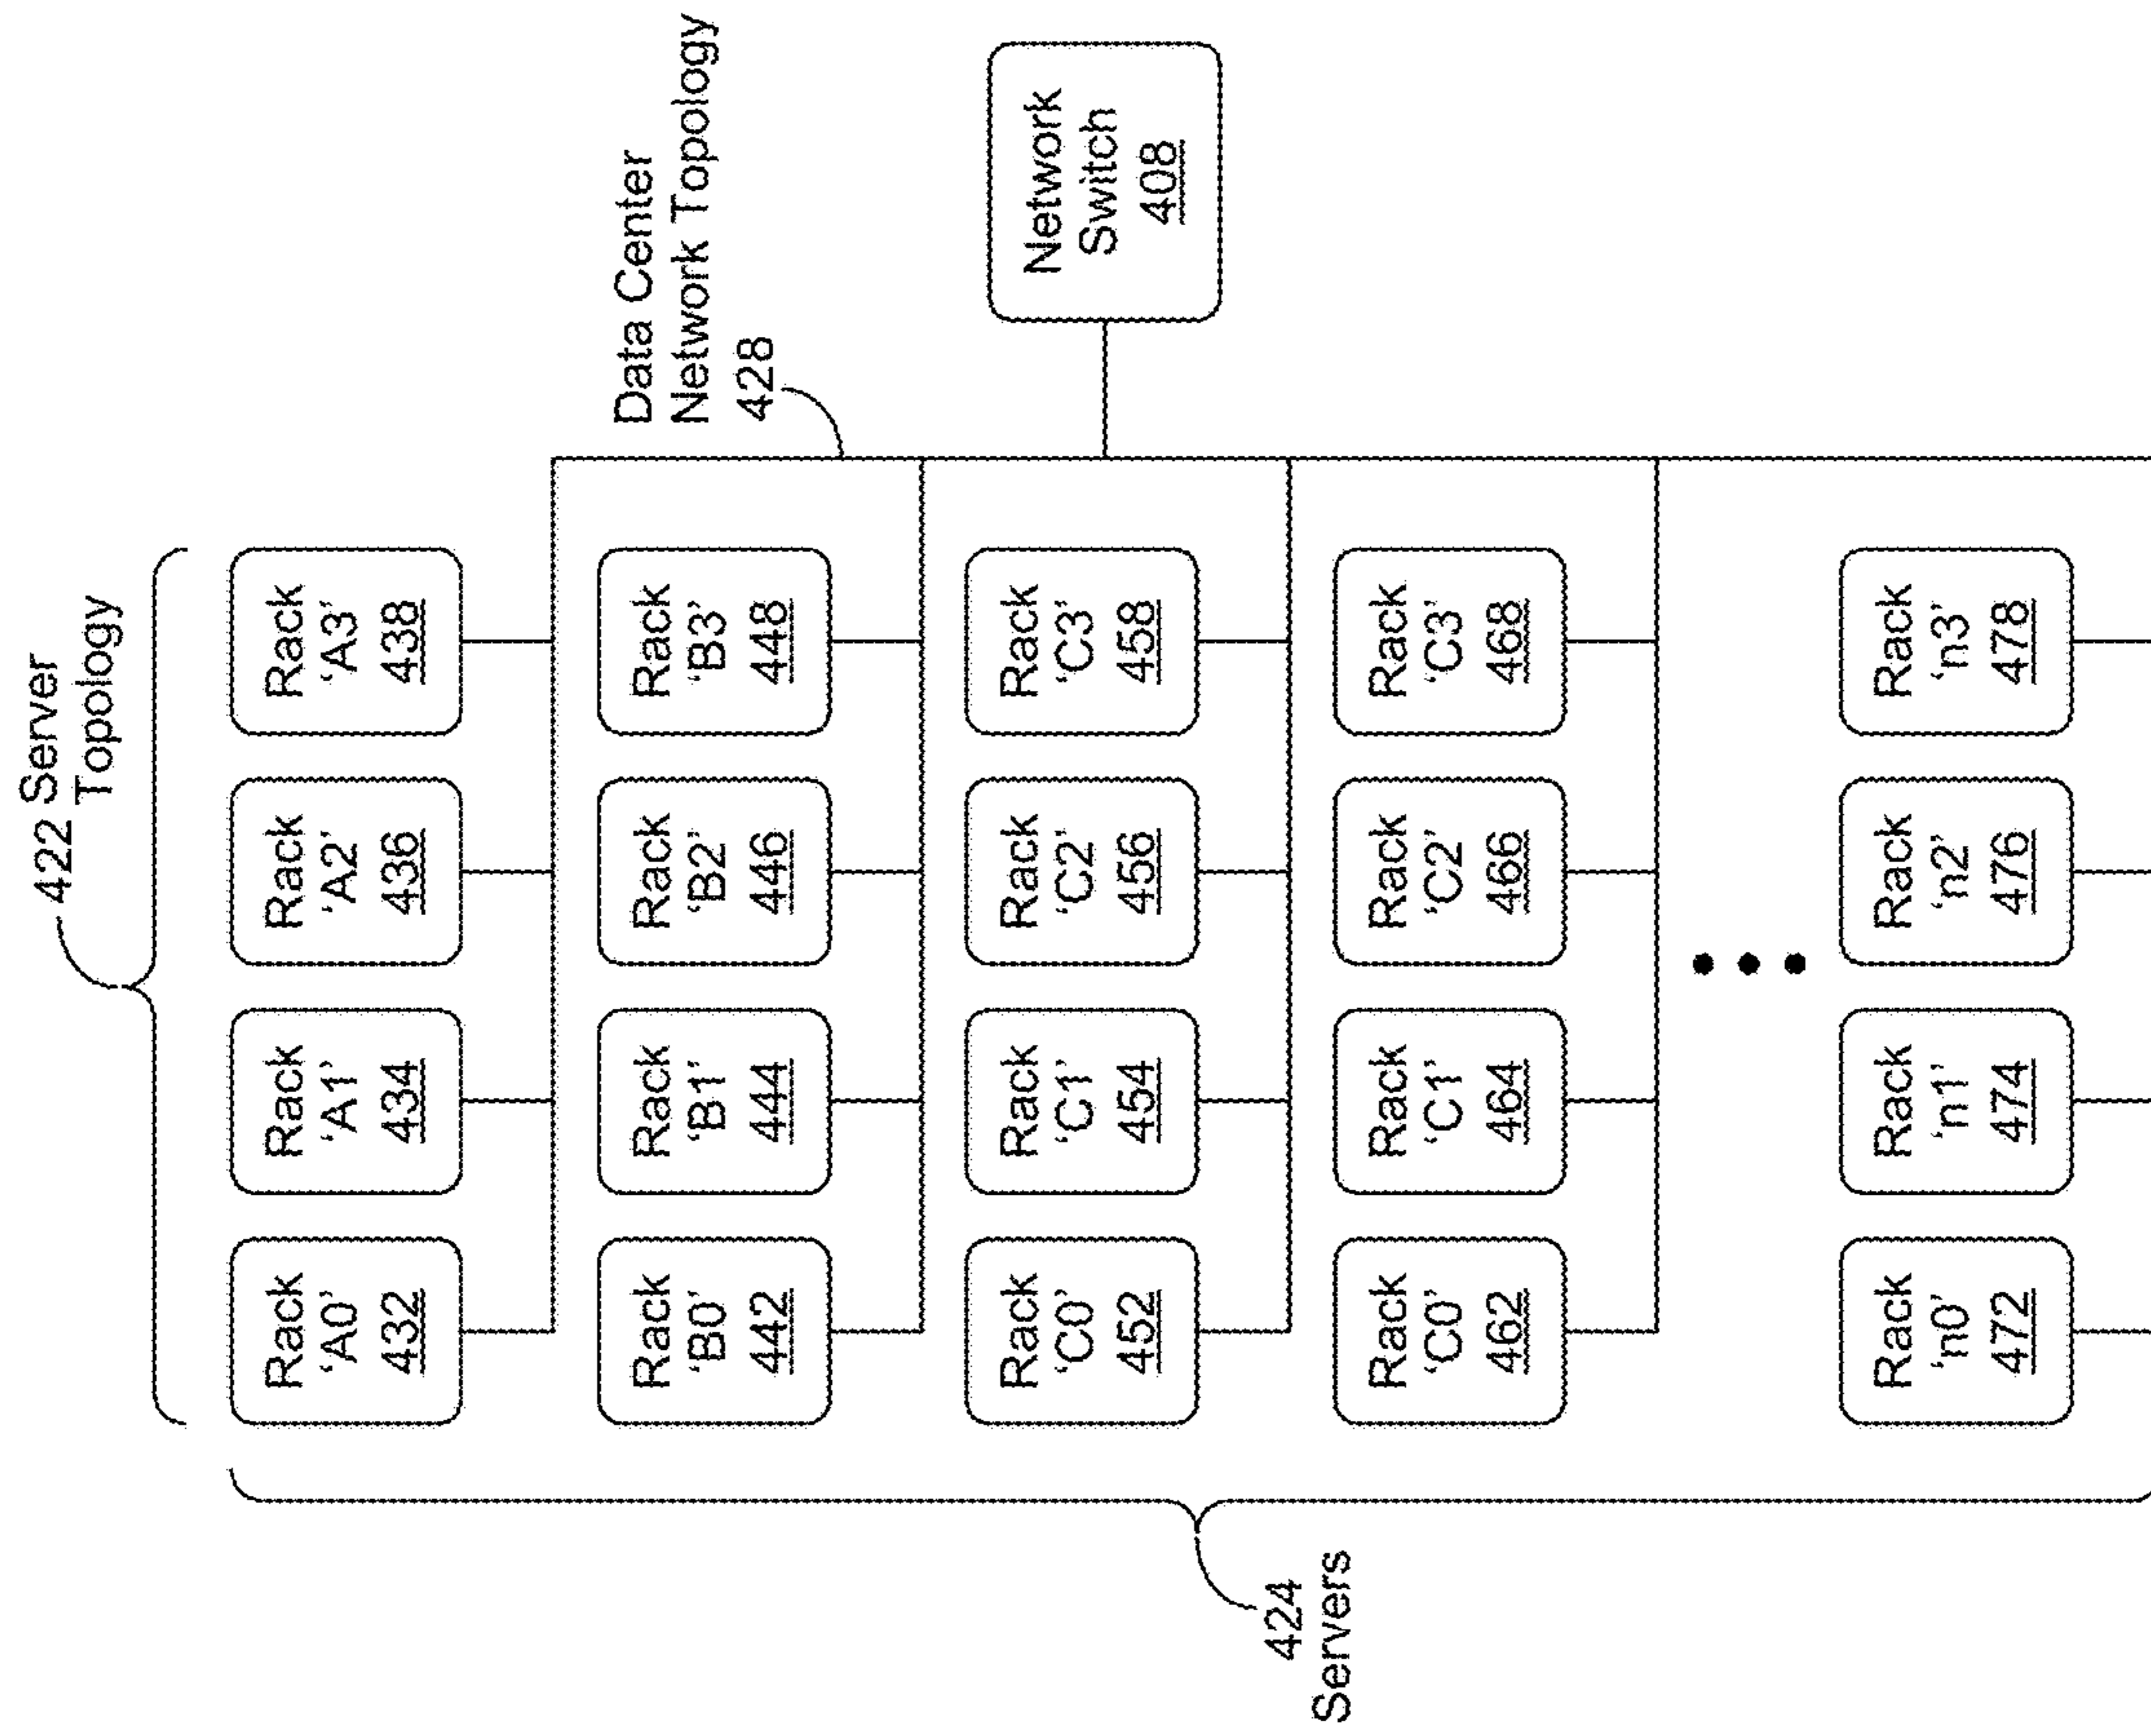 422 Server
Topology
Rack
‘A0’
432
Rack
‘A1’
434
Rack
‘A2’
436
Rack
‘A3’
438
Data Center
Network Topology
428
Rack
‘B0’
442
Rack
‘B1’
444
Rack
‘B2’
446
Rack
‘B3’
448
Network
Switch
408
Rack
‘C0’
452
Rack
‘C1’
454
Rack
‘C2’
456
Rack
‘C3’
458
424
Servers
Rack
‘C0’
462
Rack
‘C1’
464
Rack
‘C2’
466
Rack
‘C3’
468
Rack
‘n0’
472
Rack
‘n1’
474
Rack
‘n2’
476
Rack
‘n3’
478